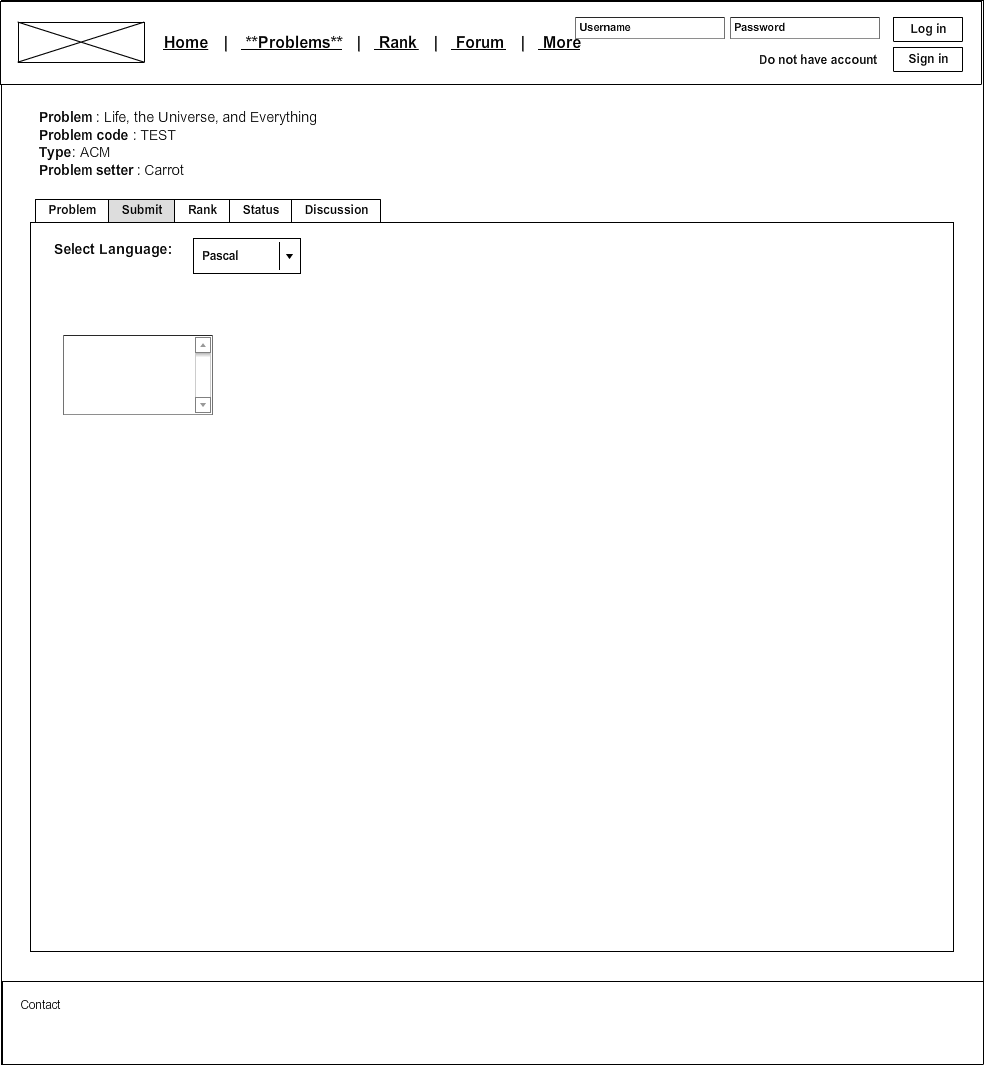 Home | **Problems** | Rank | Forum | More
Username Password Log in
Do not have account Sign in
Problem : Life, the Universe, and Everything
Problem code : TEST
Type: ACM
Problem setter : Carrot
Problem Submit Rank Status Discussion
Select Language: Pascal
Contact